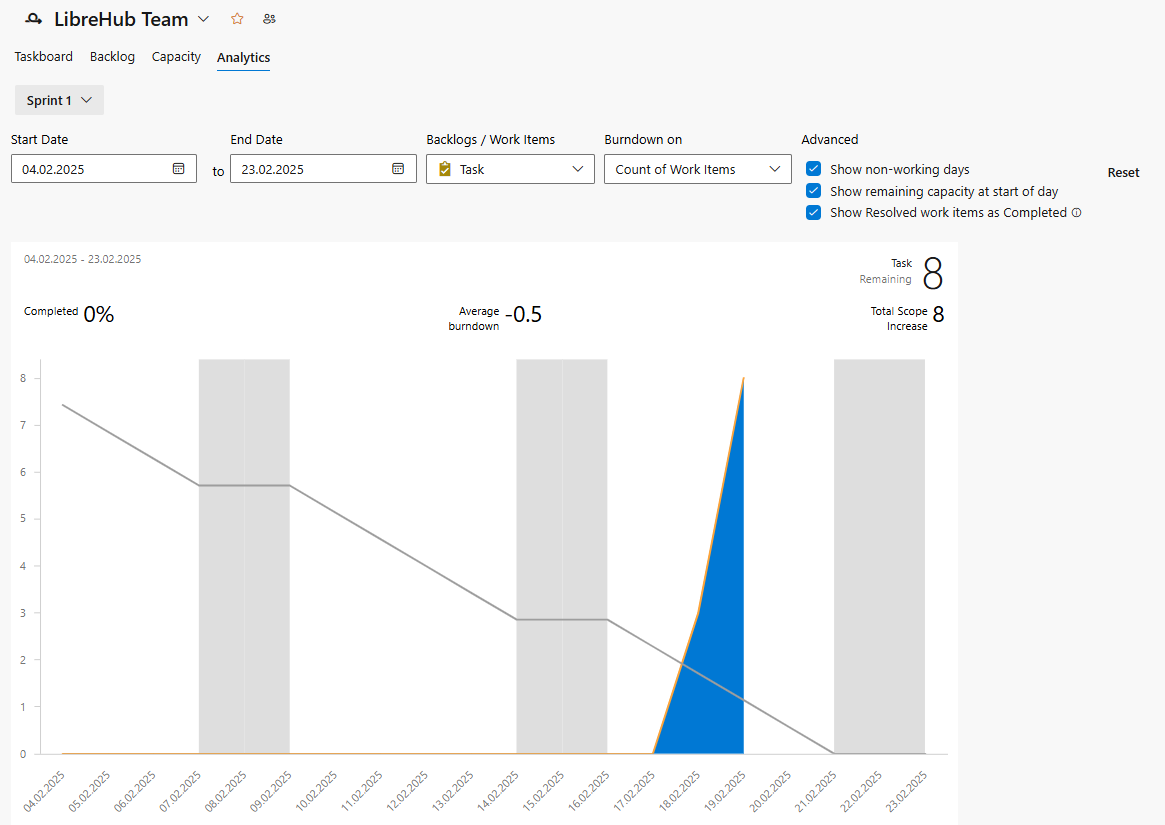 LibreHub Team
Taskboard Backlog Capacity Analytics
Sprint 1
Start Date End Date Backlogs / Work Items Burndown on Advanced
04.02.2025 to 23.02.2025 Task Count of Work Items Show non-working days
Show remaining capacity at start of day
Show Resolved work items as Completed
Reset
04.02.2025 - 23.02.2025
Task
Remaining 8
Completed 0%
Average
burndown -0.5
Total Scope
Increase 8
8
7
6
5
4
3
2
1
0
04.02.2025 05.02.2025 06.02.2025 07.02.2025 08.02.2025 09.02.2025 10.02.2025 11.02.2025 12.02.2025 13.02.2025 14.02.2025 15.02.2025 16.02.2025 17.02.2025 18.02.2025 19.02.2025 20.02.2025 21.02.2025 22.02.2025 23.02.2025